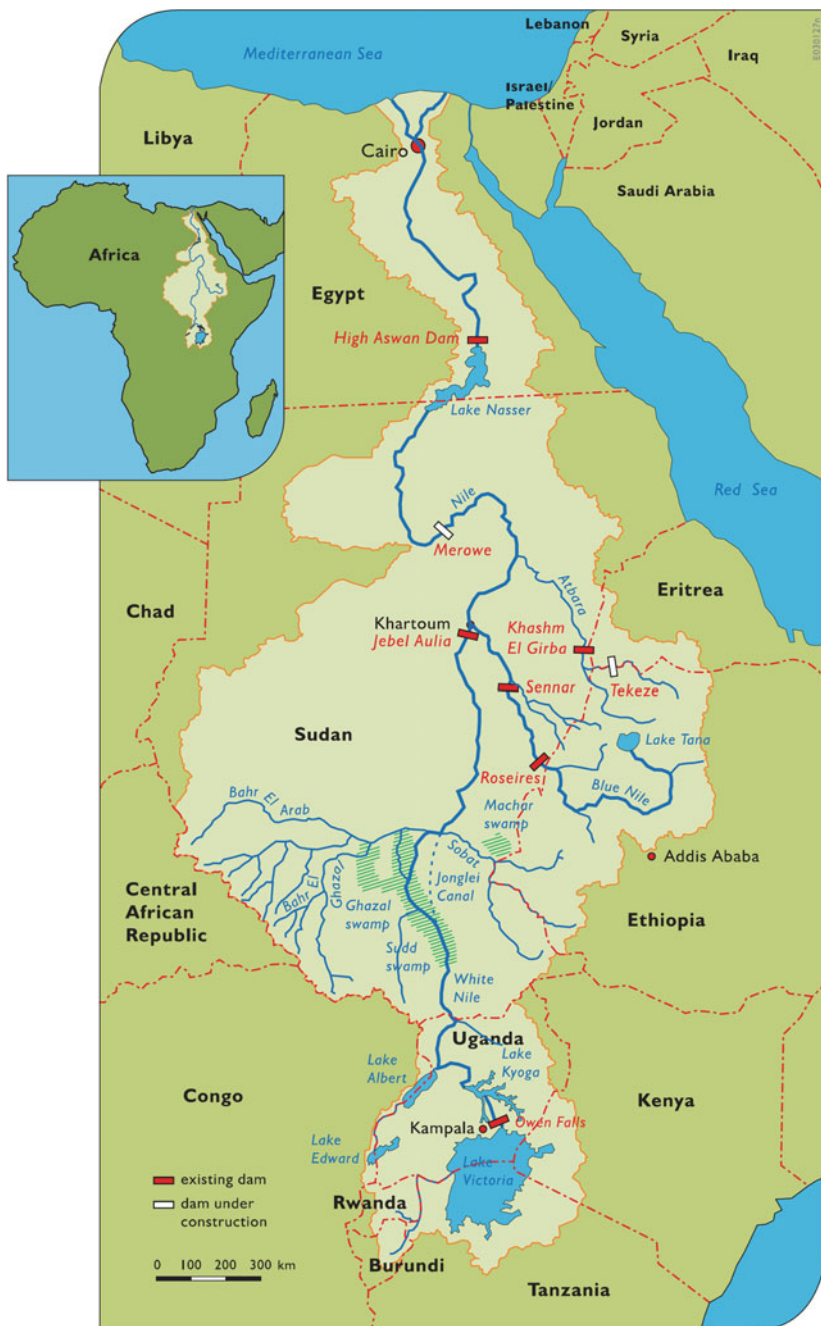 Lebanon
Syria
Iraq
E030127n
Mediterranean Sea
Israel/
Palestine
Jordan
Libya
Cairo
Saudi Arabia
Africa
Egypt
High Aswan Dam
Lake Nasser
Red Sea
Nile
Merowe
Atbara
Eritrea
Chad
Khartoum
Jebel Aulia
Khashm
El Girba
Tekeze
Sennar
Sudan
Lake Tana
Roseires
Blue Nile
Bahr El Arab
Machar
swamp
Sobat
Addis Ababa
Jonglei
Canal
Bahr El
Ghazal
Ghazal
swamp
Central
African
Republic
Ethiopia
Sudd
swamp
White
Nile
Uganda
Lake
Albert
Lake
Kyoga
Congo
Kenya
Kampala
Owen Falls
Lake
Edward
Lake
Victoria
existing dam
dam under
construction
Rwanda
Burundi
0 100 200 300 km
Tanzania